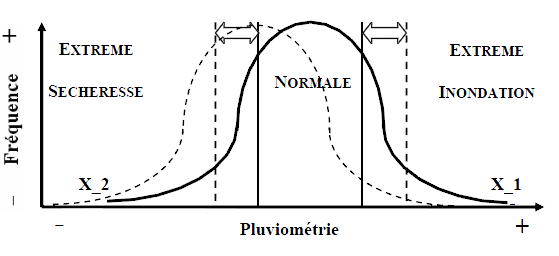 +
EXTREME
SECHERESSE
NORMALE
EXTREME
INONDATION
Fréquence
X_2
X_1
–
–
Pluviométrie
+